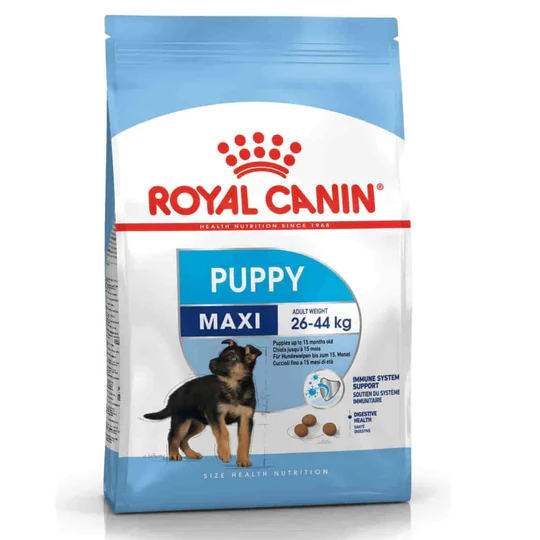 ROYAL CANIN
HEALTH NUTRITION SINCE 1968
PUPPY
MAXI
ADULT WEIGHT
26-44 kg
Puppies up to 15 months old
Chiots jusqu'à 15 mois
Für Hundewelpen bis zum 15. Monat
Cuccioli fino a 15 mesi di età
IMMUNE SYSTEM
SUPPORT
SOUTIEN DU SYSTÈME
IMMUNITAIRE
DIGESTIVE
HEALTH
SANTÉ
DIGESTIVE
SIZE HEALTH NUTRITION